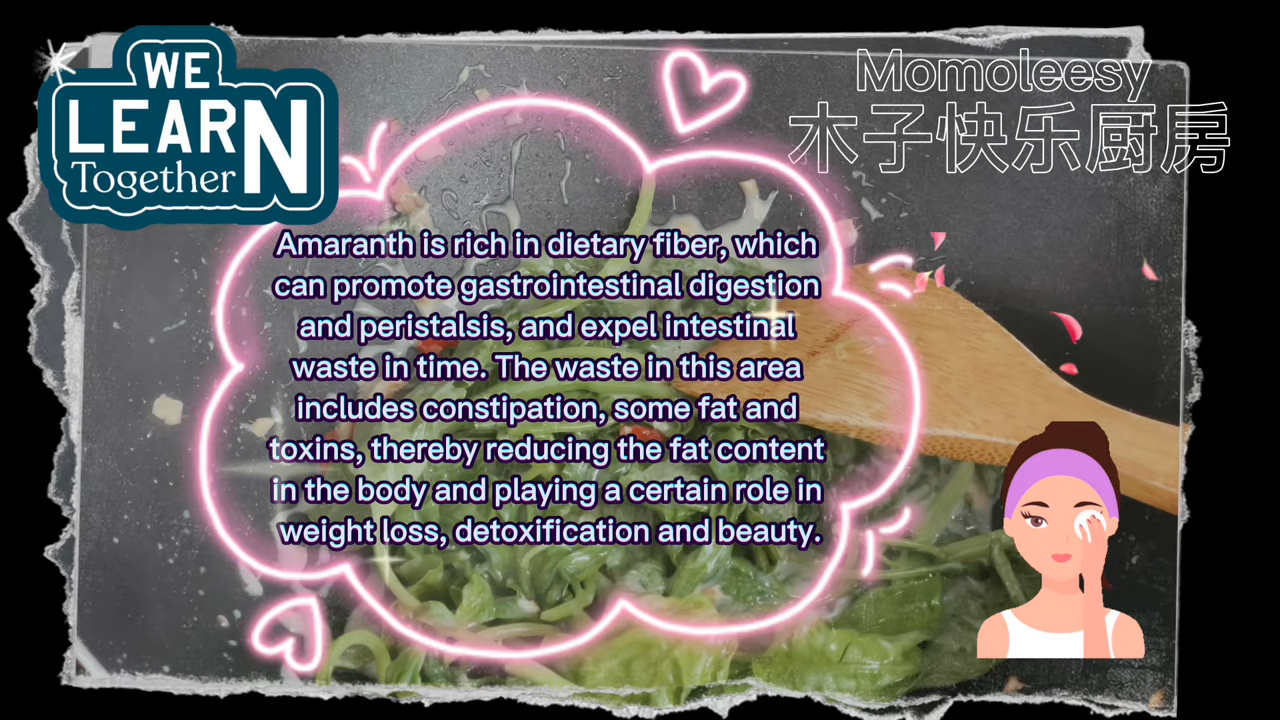 WE
LEARN
Together
Momoleesy
木子快乐厨房
Amaranth is rich in dietary fiber, which
can promote gastrointestinal digestion
and peristalsis, and expel intestinal
waste in time. The waste in this area
includes constipation, some fat and
toxins, thereby reducing the fat content
in the body and playing a certain role in
weight loss, detoxification and beauty.